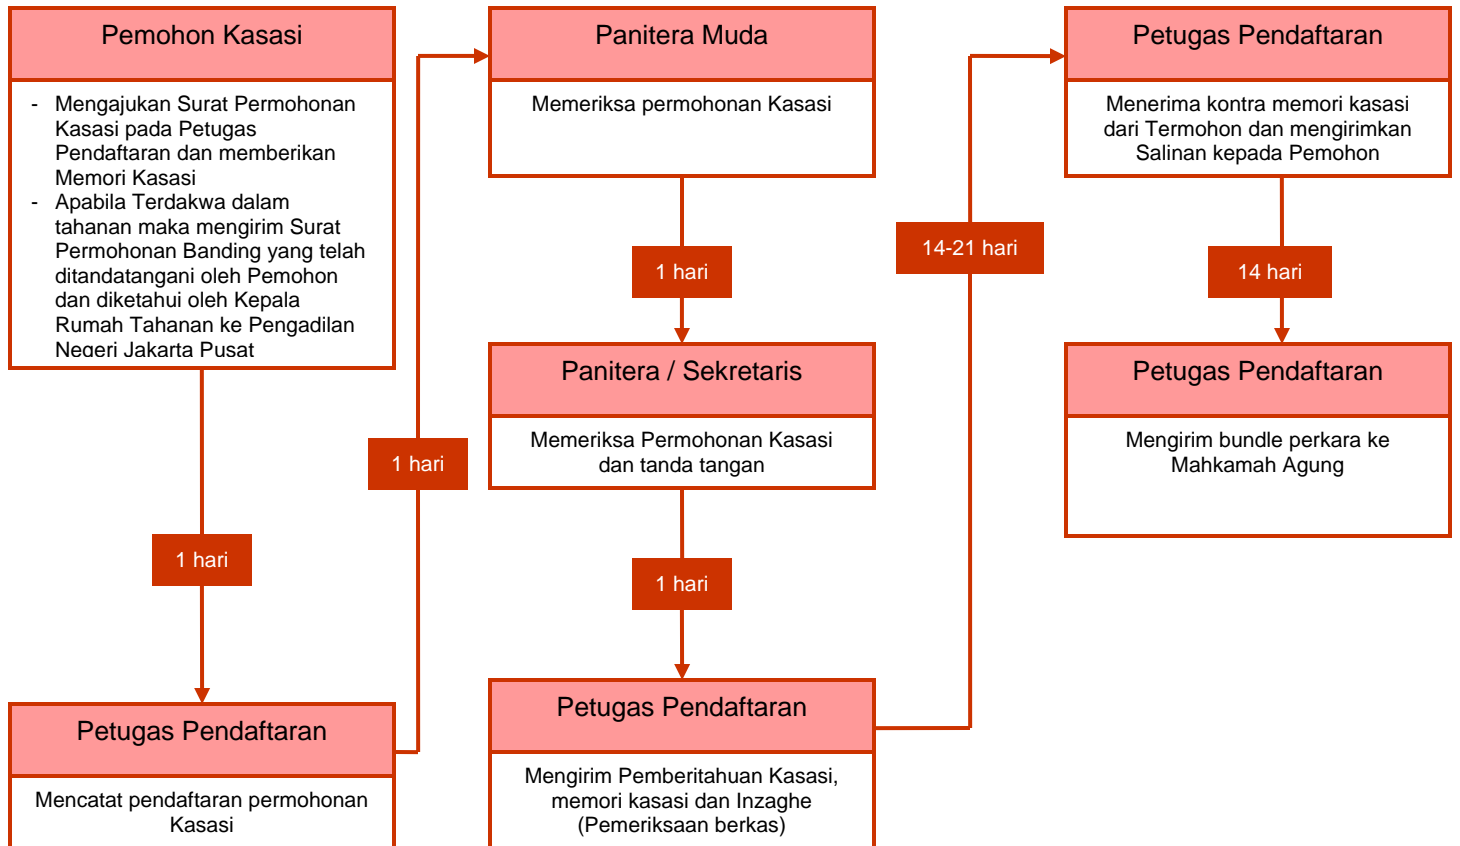 Pemohon Kasasi
- Mengajukan Surat Permohonan
Kasasi pada Petugas
Pendaftaran dan memberikan
Memori Kasasi
- Apabila Terdakwa dalam
tahanan maka mengirim Surat
Permohonan Banding yang telah
ditandatangani oleh Pemohon
dan diketahui oleh Kepala
Rumah Tahanan ke Pengadilan
Negeri Jakarta Pusat
1 hari
Petugas Pendaftaran
Mencatat pendaftaran permohonan
Kasasi
1 hari
Panitera Muda
Memeriksa permohonan Kasasi
1 hari
Panitera / Sekretaris
Memeriksa Permohonan Kasasi
dan tanda tangan
1 hari
Petugas Pendaftaran
Mengirim Pemberitahuan Kasasi,
memori kasasi dan Inzaghe
(Pemeriksaan berkas)
14-21 hari
Petugas Pendaftaran
Menerima kontra memori kasasi
dari Termohon dan mengirimkan
Salinan kepada Pemohon
14 hari
Petugas Pendaftaran
Mengirim bundle perkara ke
Mahkamah Agung